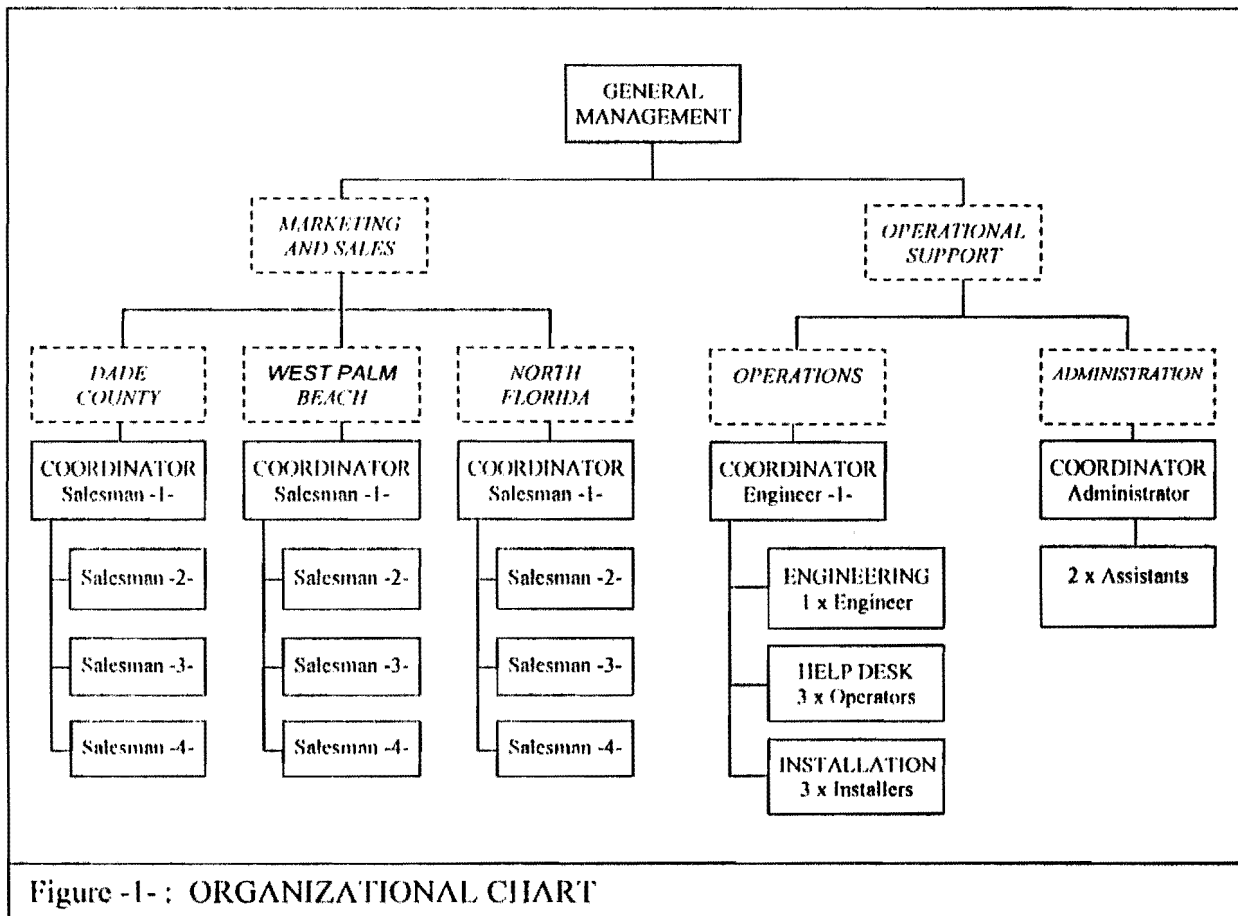 GENERAL
MANAGEMENT
MARKETING
AND SALES
OPERATIONAL
SUPPORT
DADE
COUNTY
WEST PALM
BEACH
NORTH
FLORIDA
OPERATIONS
ADMINISTRATION
COORDINATOR
Salesman -1-
COORDINATOR
Salesman -1-
COORDINATOR
Salesman -1-
COORDINATOR
Engineer -1-
COORDINATOR
Administrator
Salesman -2-
Salesman -2-
Salesman -2-
ENGINEERING
1 x Engineer
2 x Assistants
Salesman -3-
Salesman -3-
Salesman -3-
HELP DESK
3 x Operators
Salesman -4-
Salesman -4-
Salesman -4-
INSTALLATION
3 x Installers
Figure -1- : ORGANIZATIONAL CHART